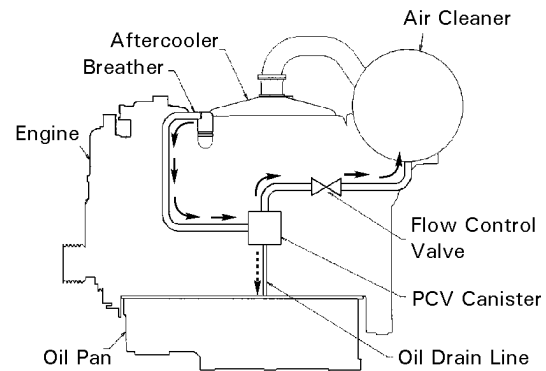 Air Cleaner
Aftercooler
Breather
Engine
Flow Control
Valve
PCV Canister
Oil Pan
Oil Drain Line